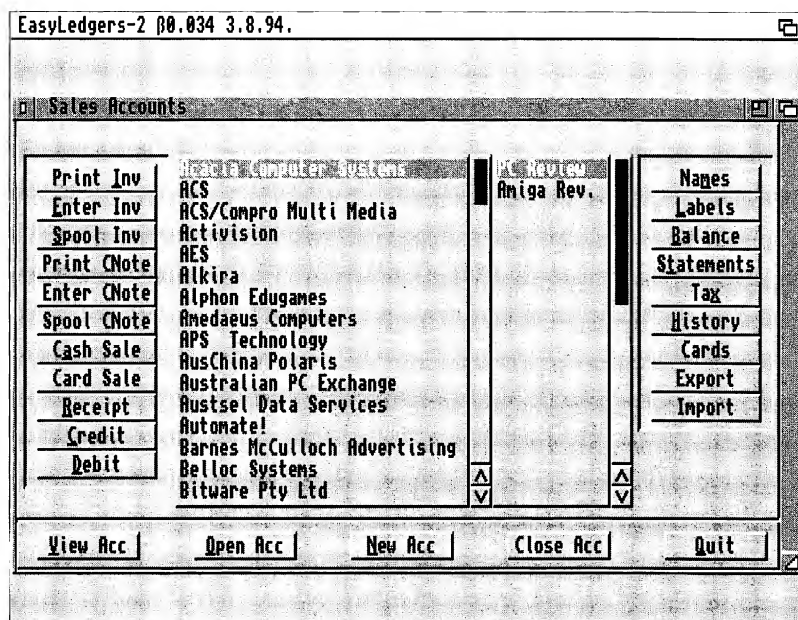 EasyLedgers-2 β0.034 3.8.94.
Sales Accounts
Print Inv
Enter Inv
Spool Inv
Print CNote
Enter CNote
Spool CNote
Cash Sale
Card Sale
Receipt
Credit
Debit
Acacia Computer Systems
ACS
ACS/Compro Multi Media
Activision
AES
Alkira
Alphon Edugames
Amedaeus Computers
APS Technology
AusChina Polaris
Australian PC Exchange
Austsel Data Services
Automate!
Barnes McCulloch Advertising
Belloc Systems
Bitware Pty Ltd
PC Review
Amiga Rev.
Names
Labels
Balance
Statements
Tax
History
Cards
Export
Import
View Acc
Open Acc
New Acc
Close Acc
Quit